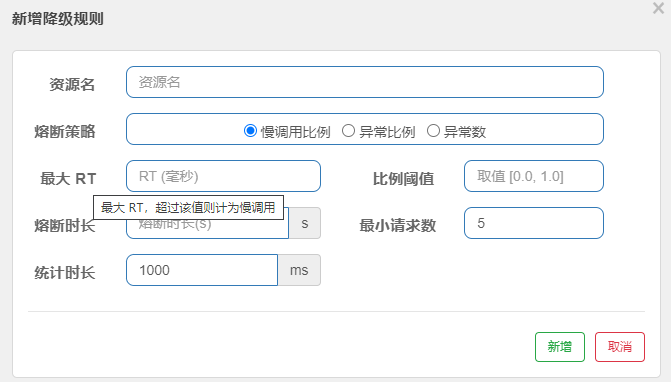 新增降级规则
×
资源名 资源名
熔断策略 慢调用比例 异常比例 异常数
最大 RT RT (毫秒) 比例阈值 取值 [0.0, 1.0]
最大 RT，超过该值则计为慢调用
熔断时长 熔断时长(s) s 最小请求数 5
统计时长 1000 ms
新增 取消